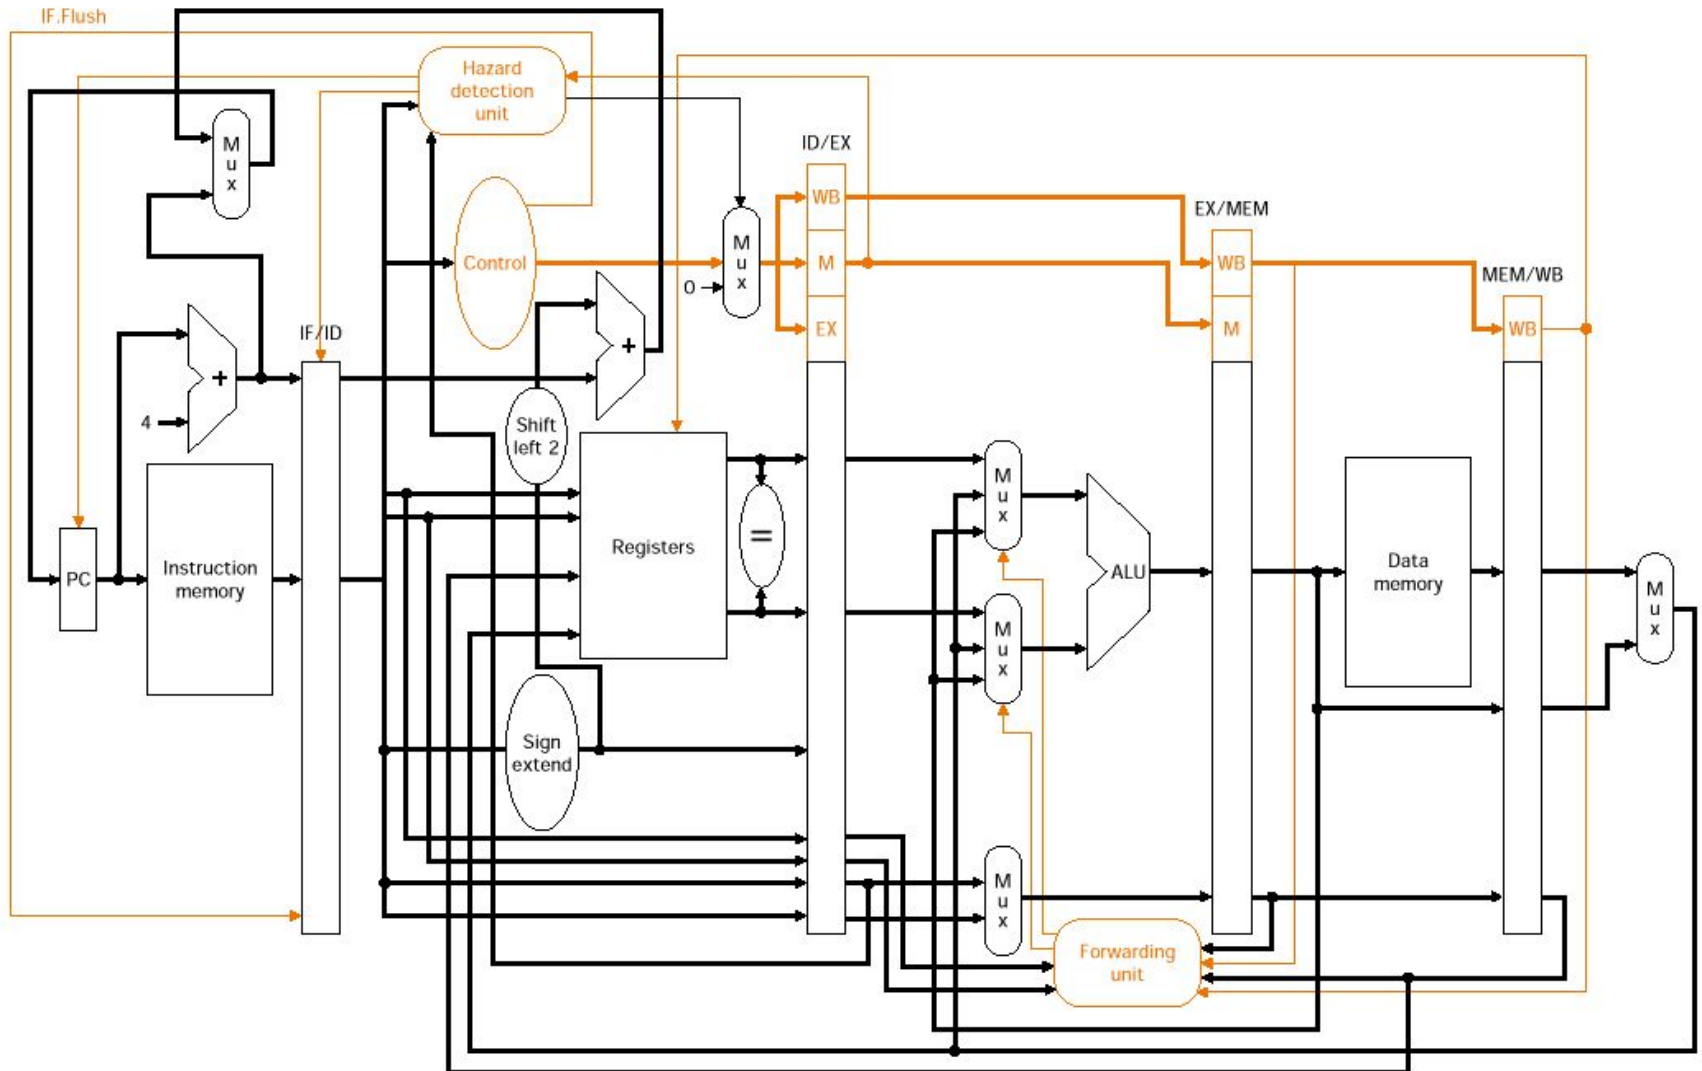 IF.Flush
Hazard
detection
unit
M
u
x
ID/EX
WB
EX/MEM
M
u
x
Control
M
WB
MEM/WB
0
EX
M
WB
IF/ID
+
+
4
Shift
left 2
M
u
x
Registers
=
PC
Instruction
memory
ALU
Data
memory
M
u
x
M
u
x
Sign
extend
M
u
x
Forwarding
unit